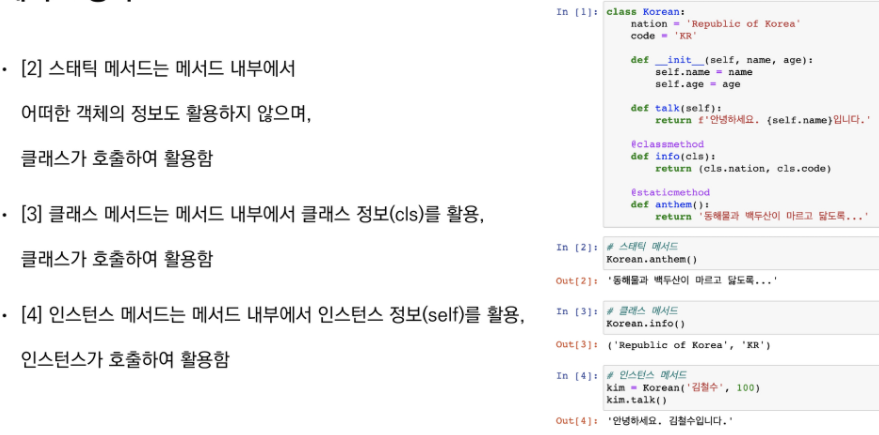 • [2] 스태틱 메서드는 메서드 내부에서
어떠한 객체의 정보도 활용하지 않으며,
클래스가 호출하여 활용함
• [3] 클래스 메서드는 메서드 내부에서 클래스 정보(cls)를 활용,
클래스가 호출하여 활용함
• [4] 인스턴스 메서드는 메서드 내부에서 인스턴스 정보(self)를 활용,
인스턴스가 호출하여 활용함
In [1]: class Korean:
    nation = 'Republic of Korea'
    code = 'KR'
    def __init__(self, name, age):
        self.name = name
        self.age = age
    def talk(self):
        return f'안녕하세요. {self.name}입니다.'
    @classmethod
    def info(cls):
        return (cls.nation, cls.code)
    @staticmethod
    def anthem():
        return '동해물과 백두산이 마르고 닳도록...'
In [2]: # 스태틱 메서드
Korean.anthem()
Out[2]: '동해물과 백두산이 마르고 닳도록...'
In [3]: # 클래스 메서드
Korean.info()
Out[3]: ('Republic of Korea', 'KR')
In [4]: # 인스턴스 메서드
kim = Korean('김철수', 100)
kim.talk()
Out[4]: '안녕하세요. 김철수입니다.'